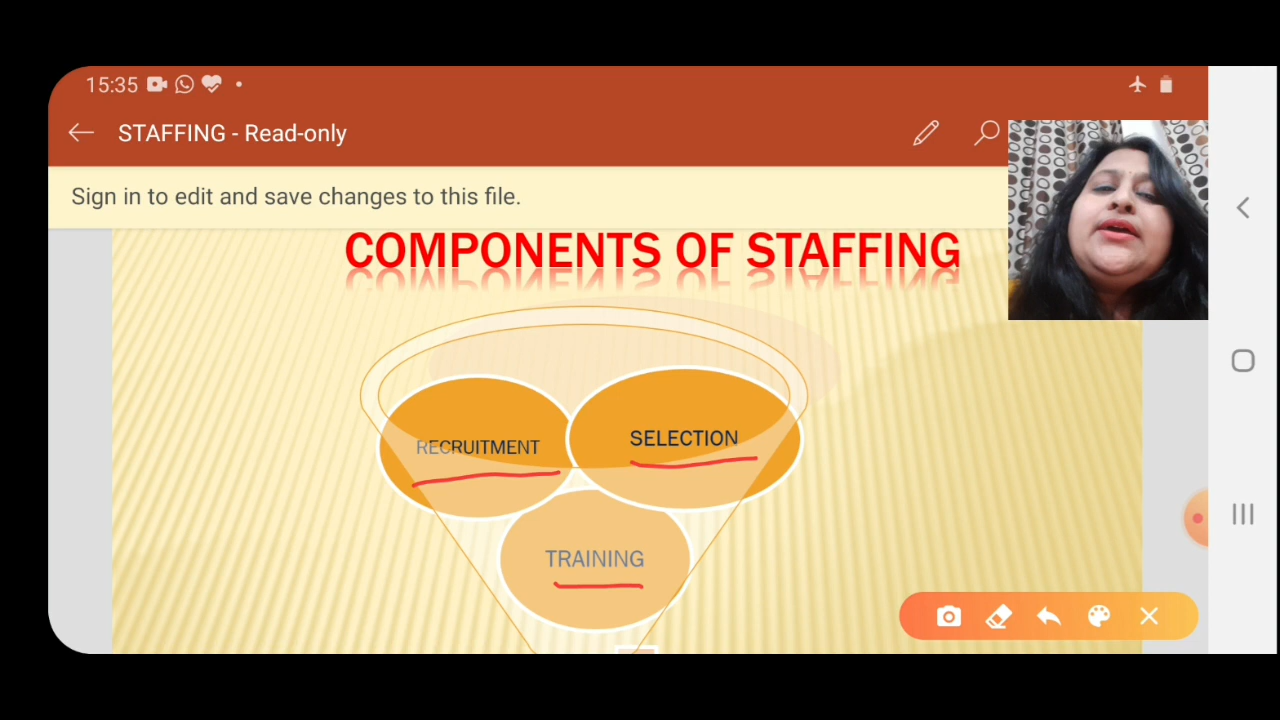 15:35
STAFFING - Read-only
Sign in to edit and save changes to this file.
COMPONENTS OF STAFFING
RECRUITMENT
SELECTION
TRAINING